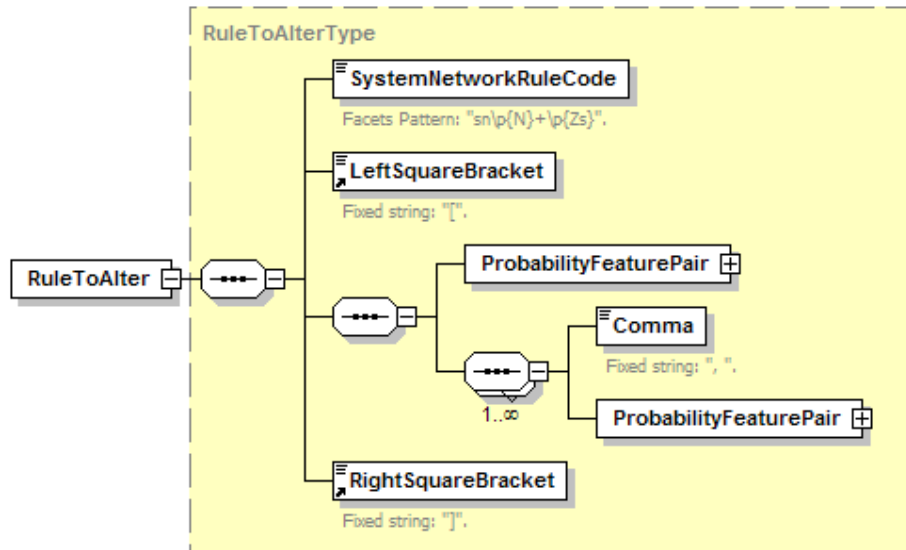 RuleToAlterType
SystemNetworkRuleCode
Facets Pattern: "sn\p{N}+\p{Zs}".
LeftSquareBracket
Fixed string: "[".
RuleToAlter
ProbabilityFeaturePair
Comma
Fixed string: ", ".
1..∞
ProbabilityFeaturePair
RightSquareBracket
Fixed string: "]".